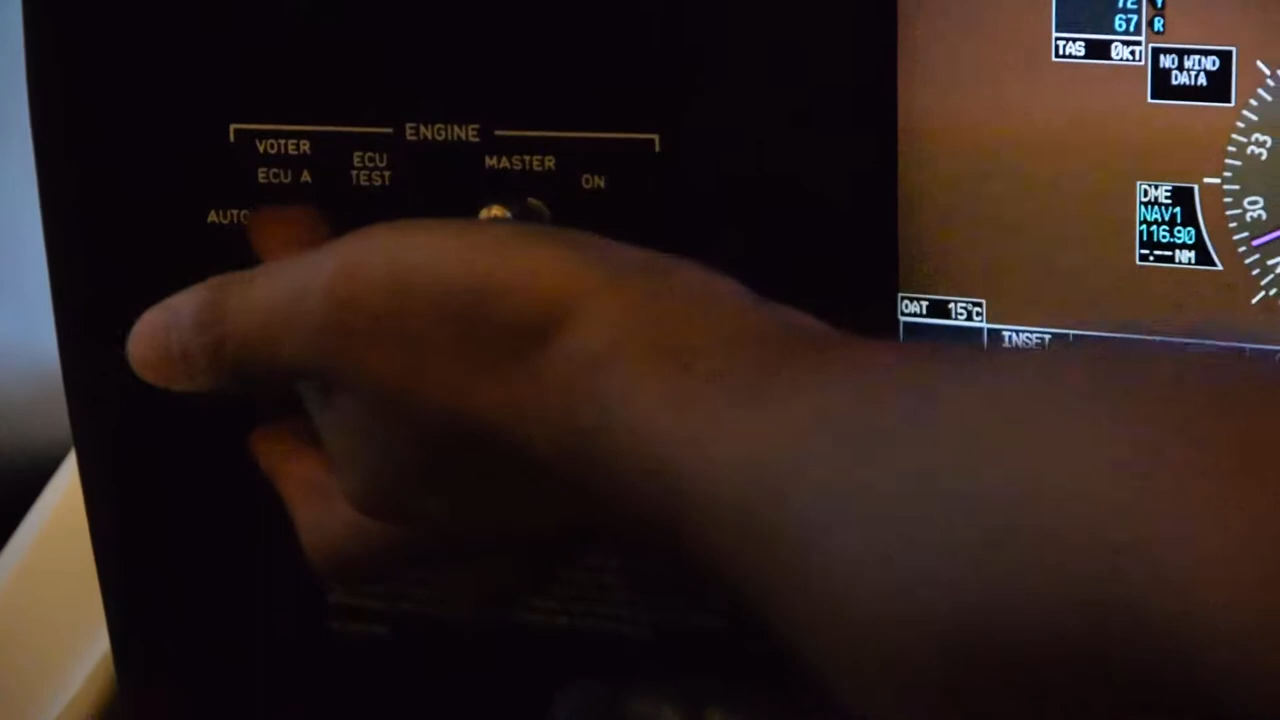 ENGINE
VOTER
ECU A
ECU
TEST
MASTER
ON
AUTO
72 Y
67 R
TAS 0KT
NO WIND
DATA
33
30
DME
NAV1
116.90
-.--NM
OAT 15°C
INSET